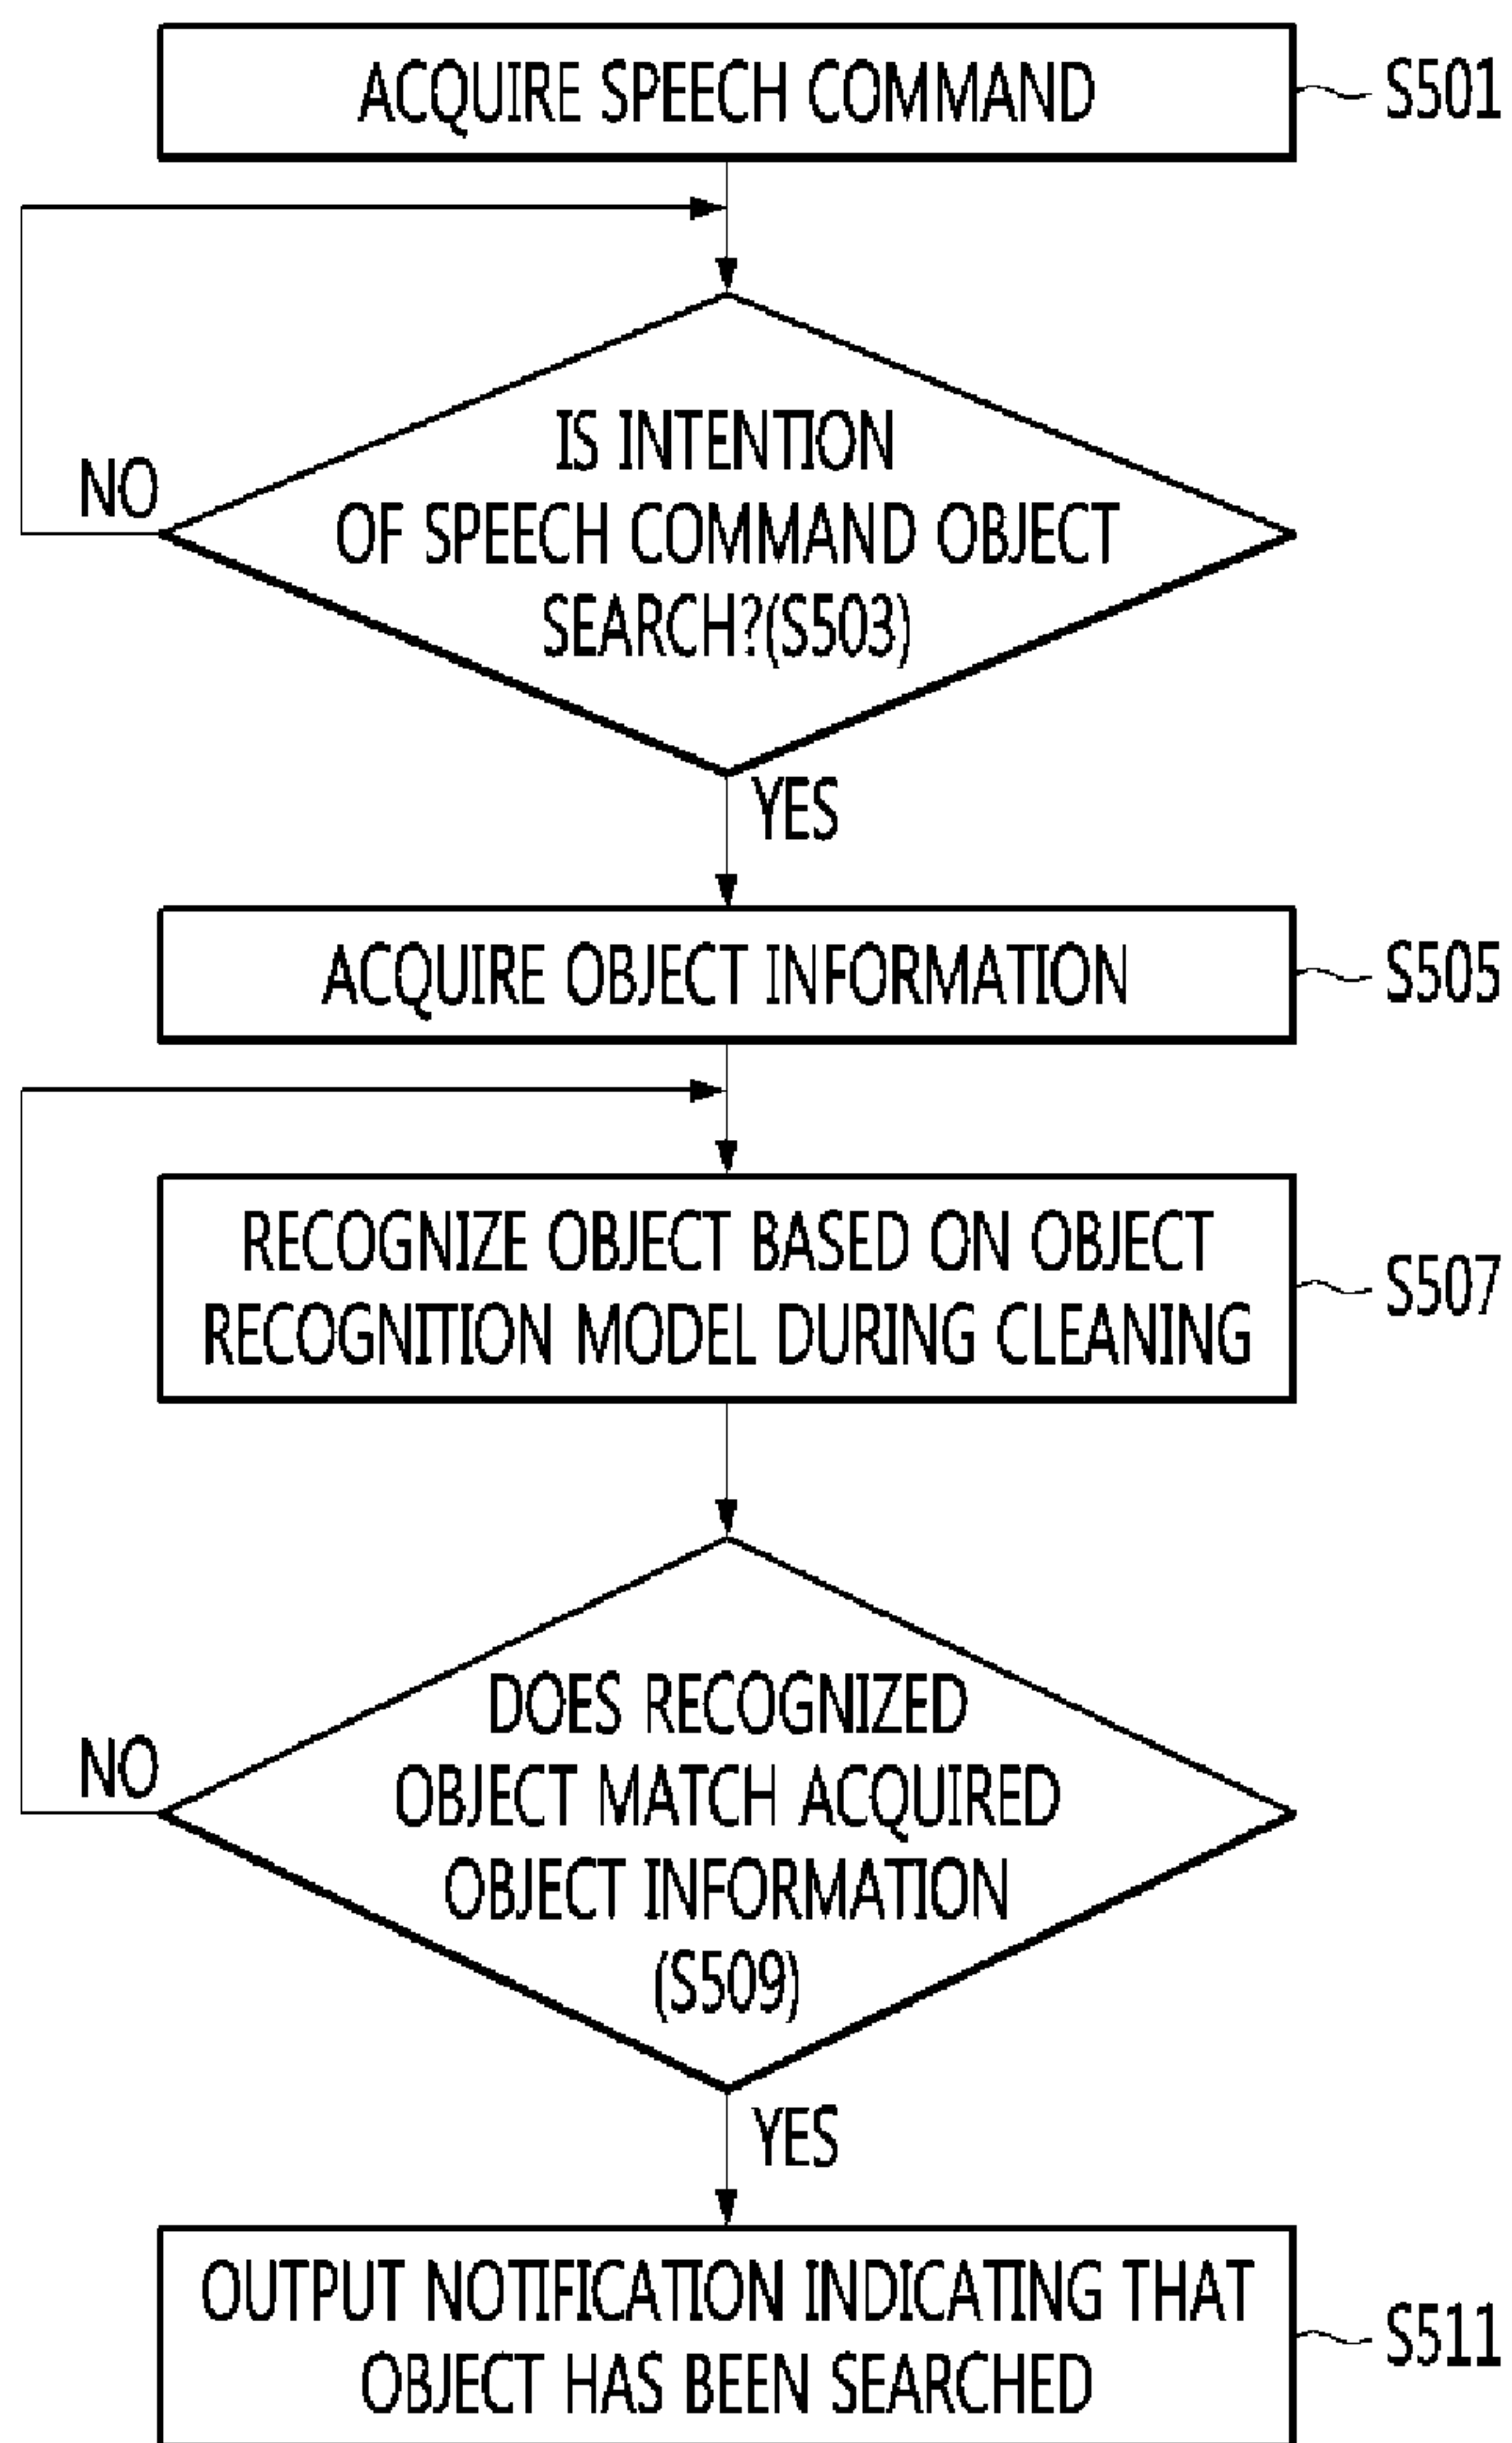 ACQUIRE SPEECH COMMAND
S501
IS INTENTION
OF SPEECH COMMAND OBJECT
SEARCH?(S503)
NO
YES
ACQUIRE OBJECT INFORMATION
S505
RECOGNIZE OBJECT BASED ON OBJECT
RECOGNITION MODEL DURING CLEANING
S507
DOES RECOGNIZED
OBJECT MATCH ACQUIRED
OBJECT INFORMATION
(S509)
NO
YES
OUTPUT NOTIFICATION INDICATING THAT
OBJECT HAS BEEN SEARCHED
S511